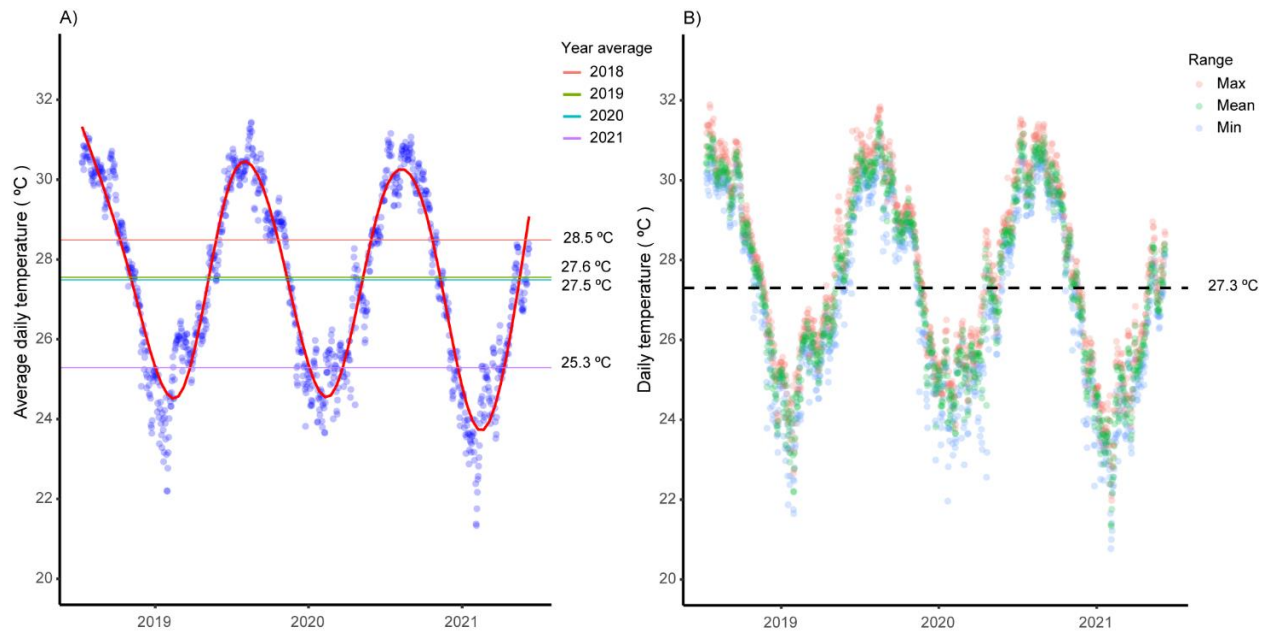 A)
Average daily temperature ( ºC)
32
30
28
26
24
22
20
2019
2020
2021
Year average
2018
2019
2020
2021
28.5 ºC
27.6 ºC
27.5 ºC
25.3 ºC
B)
Daily temperature ( ºC)
32
30
28
26
24
22
20
2019
2020
2021
Range
Max
Mean
Min
27.3 ºC